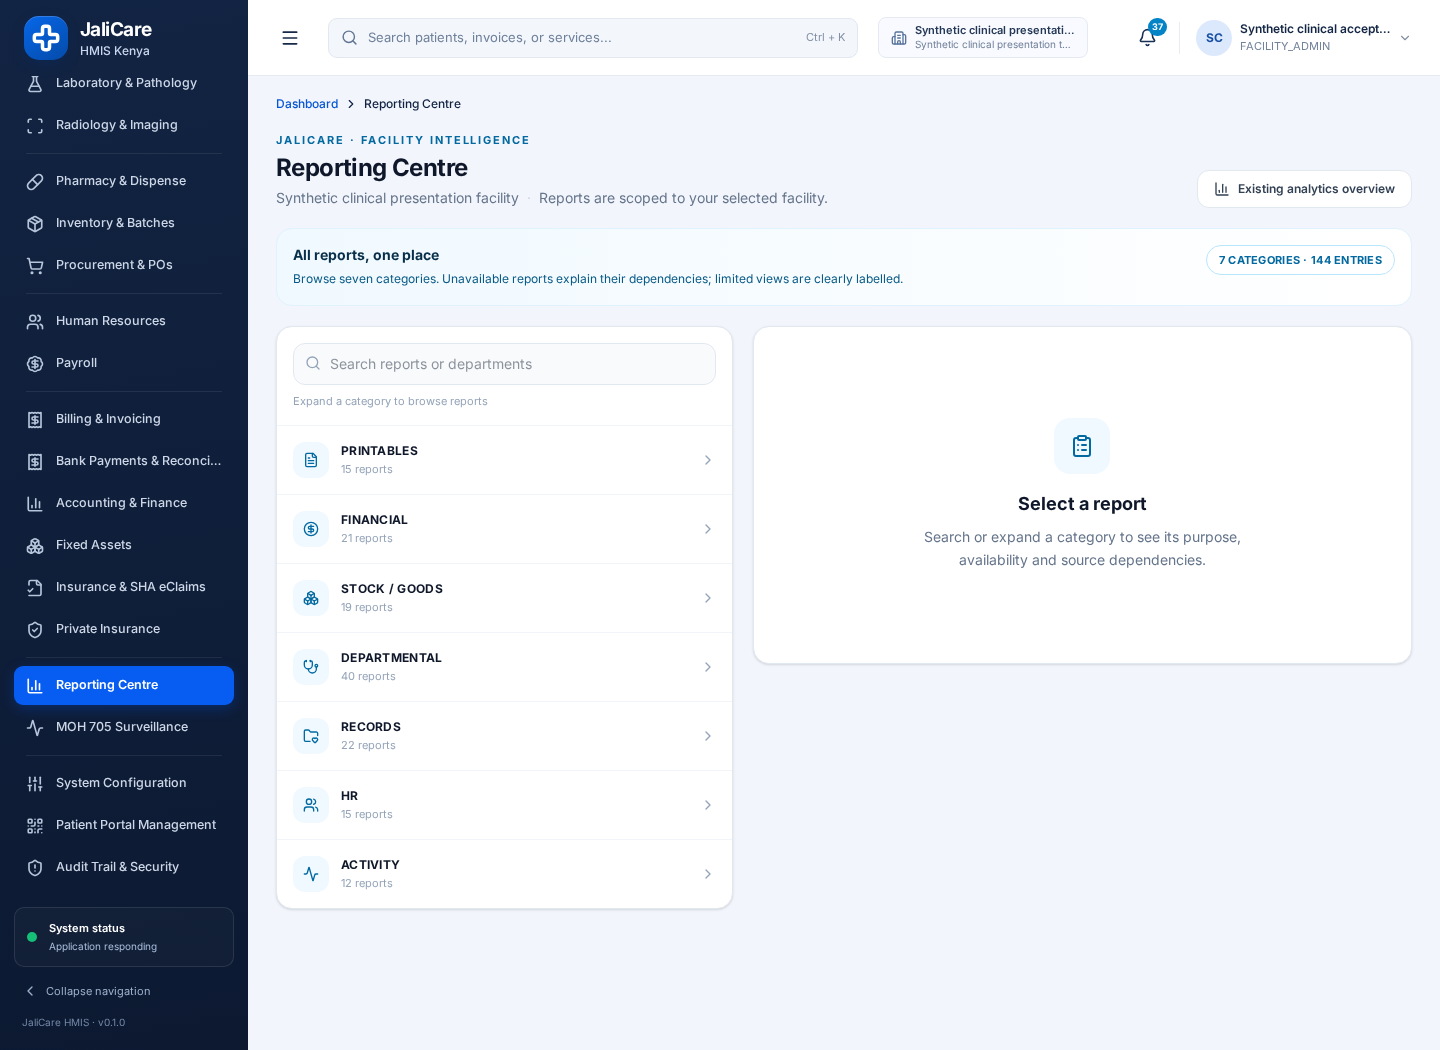 JaliCare
HMIS Kenya
Laboratory & Pathology
Radiology & Imaging
Pharmacy & Dispense
Inventory & Batches
Procurement & POs
Human Resources
Payroll
Billing & Invoicing
Bank Payments & Reconci...
Accounting & Finance
Fixed Assets
Insurance & SHA eClaims
Private Insurance
Reporting Centre
MOH 705 Surveillance
System Configuration
Patient Portal Management
Audit Trail & Security
System status
Application responding
Collapse navigation
JaliCare HMIS · v0.1.0
Search patients, invoices, or services...
Ctrl + K
Synthetic clinical presentati...
Synthetic clinical presentation t...
37
SC
Synthetic clinical accept...
FACILITY_ADMIN
Dashboard > Reporting Centre
JALICARE · FACILITY INTELLIGENCE
Reporting Centre
Synthetic clinical presentation facility · Reports are scoped to your selected facility.
Existing analytics overview
All reports, one place
Browse seven categories. Unavailable reports explain their dependencies; limited views are clearly labelled.
7 CATEGORIES · 144 ENTRIES
Search reports or departments
Expand a category to browse reports
PRINTABLES
15 reports
FINANCIAL
21 reports
STOCK / GOODS
19 reports
DEPARTMENTAL
40 reports
RECORDS
22 reports
HR
15 reports
ACTIVITY
12 reports
Select a report
Search or expand a category to see its purpose,
availability and source dependencies.